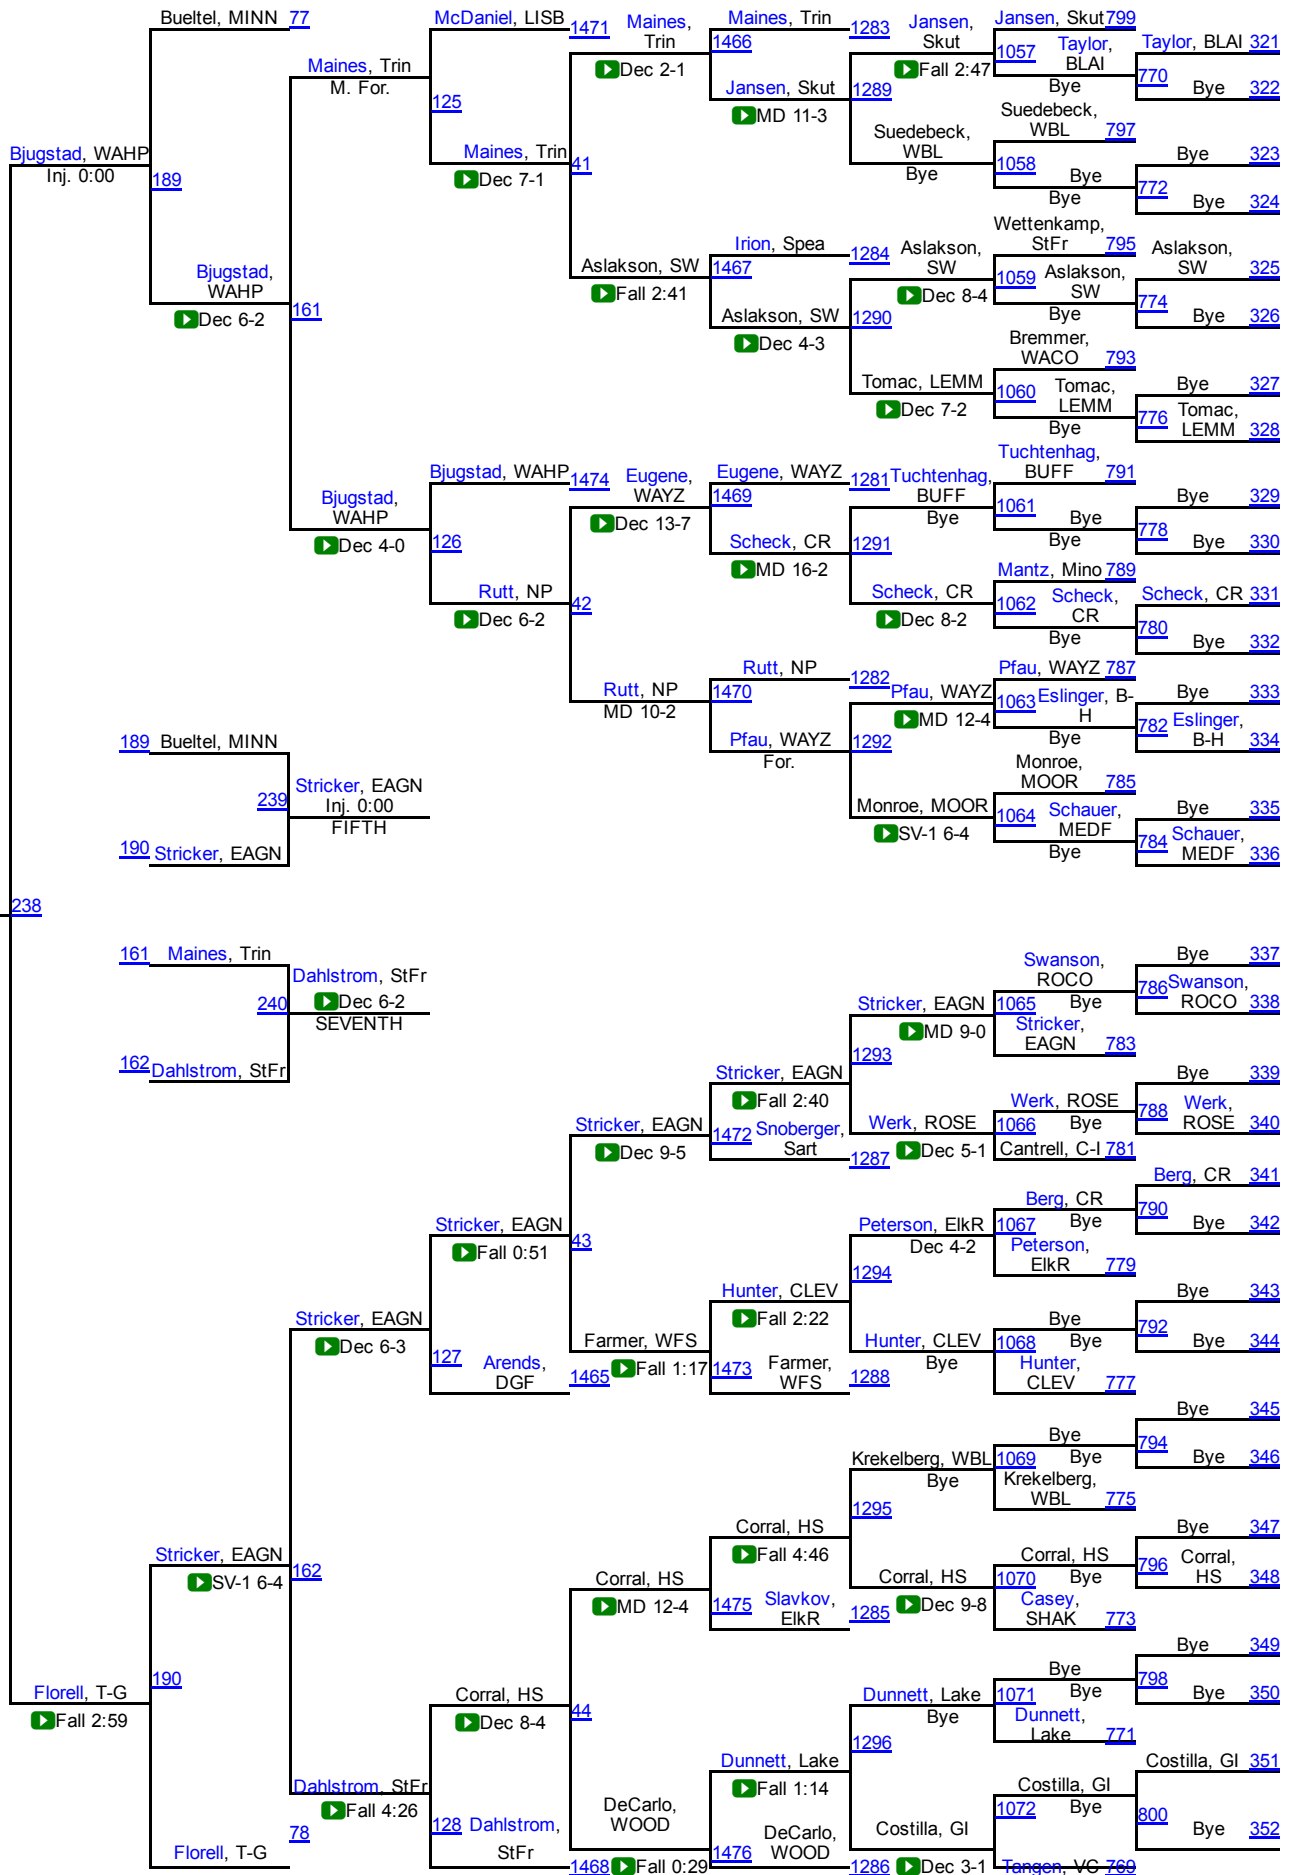 Bueltel, MINN 77
McDaniel, LISB 1471
Maines, Trin
Maines, Trin 1283
Jansen, Skut
Jansen, Skut 799
1057
Taylor, BLAI
Taylor, BLAI 321
770
Bye 322
Bye
Maines, Trin
M. For.
Dec 2-1
1466
Jansen, Skut 1289
MD 11-3
Fall 2:47
125
Suedebeck, WBL
Bye
Suedebeck, WBL 797
1058
Bye
Bye
Bye 323
772
Bye 324
Bjugstad, WAHP
Inj. 0:00
189
Maines, Trin 41
Dec 7-1
Irion, Spea 1284
Aslakson, SW
Dec 8-4
Wettenkamp, StFr 795
1059
Aslakson, SW
Bye
Aslakson, SW 325
774
Bye 326
Bjugstad, WAHP
Dec 6-2
161
Aslakson, SW
Fall 2:41
1467
Aslakson, SW 1290
Dec 4-3
Bremmer, WACO 793
Tomac, LEMM
Dec 7-2
1060
Tomac, LEMM
Bye
Bye 327
776
Tomac, LEMM 328
Bjugstad, WAHP
Dec 4-0
Bjugstad, WAHP 1474
Eugene, WAYZ
Dec 13-7
Eugene, WAYZ 1281
1469
Tuchtenhag, BUFF
Bye
Tuchtenhag, BUFF 791
1061
Bye
Bye
Bye 329
778
Bye 330
126
Scheck, CR 1291
MD 16-2
Rutt, NP 42
Dec 6-2
Scheck, CR
Dec 8-2
Mantz, Mino 789
1062
Scheck, CR
Bye
Scheck, CR 331
780
Bye 332
Rutt, NP
MD 10-2
Rutt, NP 1282
1470
Pfau, WAYZ
MD 12-4
Pfau, WAYZ 787
1063
Eslinger, B-H
Bye
Bye 333
782
Eslinger, B-H 334
Pfau, WAYZ 1292
For.
Monroe, MOOR 785
Monroe, MOOR
SV-1 6-4
1064
Schauer, MEDF
Bye
Bye 335
784
Schauer, MEDF 336
189 Bueltel, MINN
239
Stricker, EAGN
Inj. 0:00
FIFTH
190 Stricker, EAGN
238
161 Maines, Trin
240
Dahlstrom, StFr
Dec 6-2
SEVENTH
162 Dahlstrom, StFr
Stricker, EAGN
MD 9-0
Swanson, ROCO
1065
Bye
Stricker, EAGN 783
Bye 337
786
Swanson, ROCO 338
1293
Stricker, EAGN
Fall 2:40
Werk, ROSE
Dec 5-1
Werk, ROSE
1066
Bye
Cantrell, C-I 781
Bye 339
788
Werk, ROSE 340
Stricker, EAGN
Dec 9-5
1472
Snoberger, Sart 1287
Stricker, EAGN
Fall 0:51
43
Peterson, ElkR
Dec 4-2
Berg, CR
1067
Bye
Peterson, ElkR 779
Berg, CR 341
790
Bye 342
1294
Hunter, CLEV
Fall 2:22
Stricker, EAGN
Dec 6-3
127
Arends, DGF 1465
Farmer, WFS
Fall 1:17
1473
Farmer, WFS 1288
Hunter, CLEV
Bye
Bye
1068
Bye
Hunter, CLEV 777
Bye 343
792
Bye 344
Krekelberg, WBL
Bye
Bye
1069
Bye
Krekelberg, WBL 775
Bye 345
794
Bye 346
1295
Corral, HS
Fall 4:46
Stricker, EAGN
SV-1 6-4
162
Corral, HS
MD 12-4
1475
Slavkov, ElkR 1285
Corral, HS
Dec 9-8
Corral, HS
1070
Bye
Casey, SHAK 773
Bye 347
796
Corral, HS 348
190
Florell, T-G
Fall 2:59
Corral, HS
Dec 8-4
44
Dunnett, Lake
Bye
Bye
1071
Bye
Dunnett, Lake 771
Bye 349
798
Bye 350
1296
Dunnett, Lake
Fall 1:14
Dahlstrom, StFr
Fall 4:26
128
Dahlstrom, StFr 1468
DeCarlo, WOOD
Fall 0:29
1476
DeCarlo, WOOD 1286
Costilla, GI
Dec 3-1
Costilla, GI
1072
Bye
Tangen, VC 769
Costilla, GI 351
800
Bye 352
Florell, T-G 78